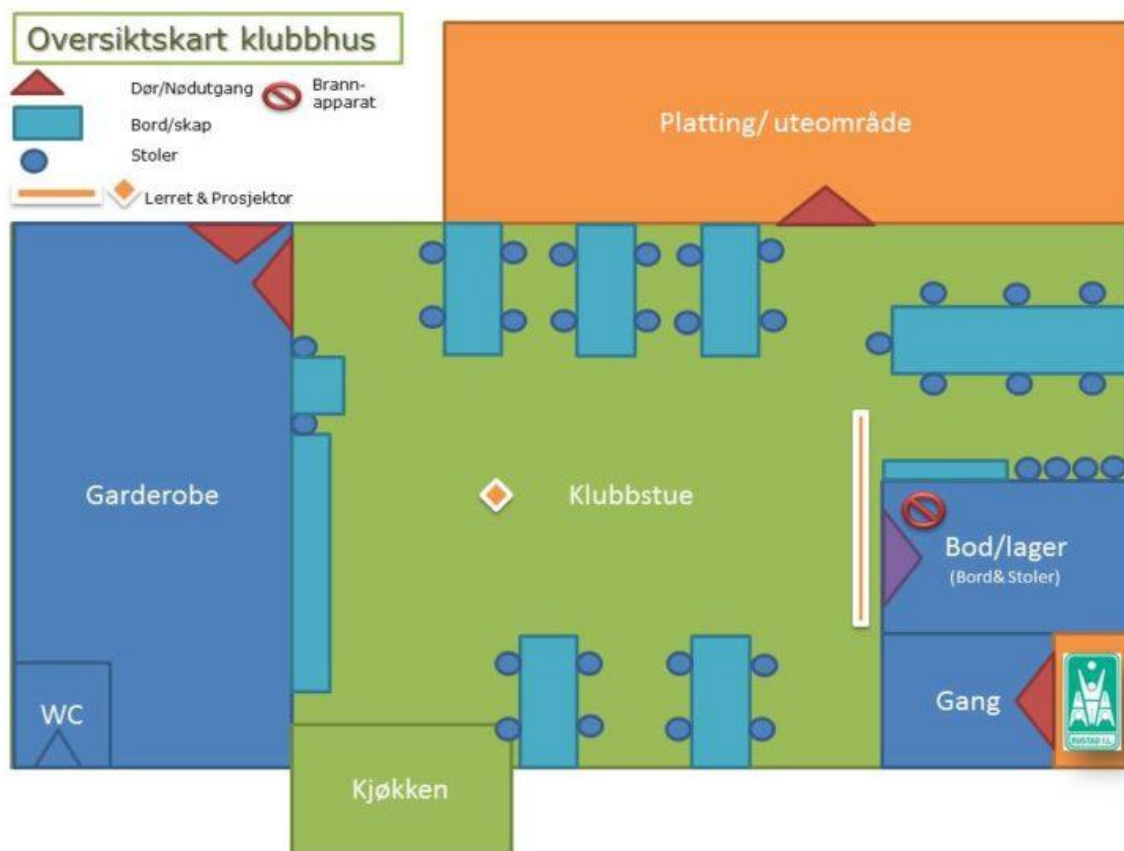 Oversiktskart klubbhus
Dør/Nødutgang
Brann-
apparat
Bord/skap
Stoler
Lerret & Prosjektor
Platting/ uteområde
Garderobe
Klubbstue
Bod/lager
(Bord& Stoler)
WC
Gang
RUSTAD I.L.
Kjøkken